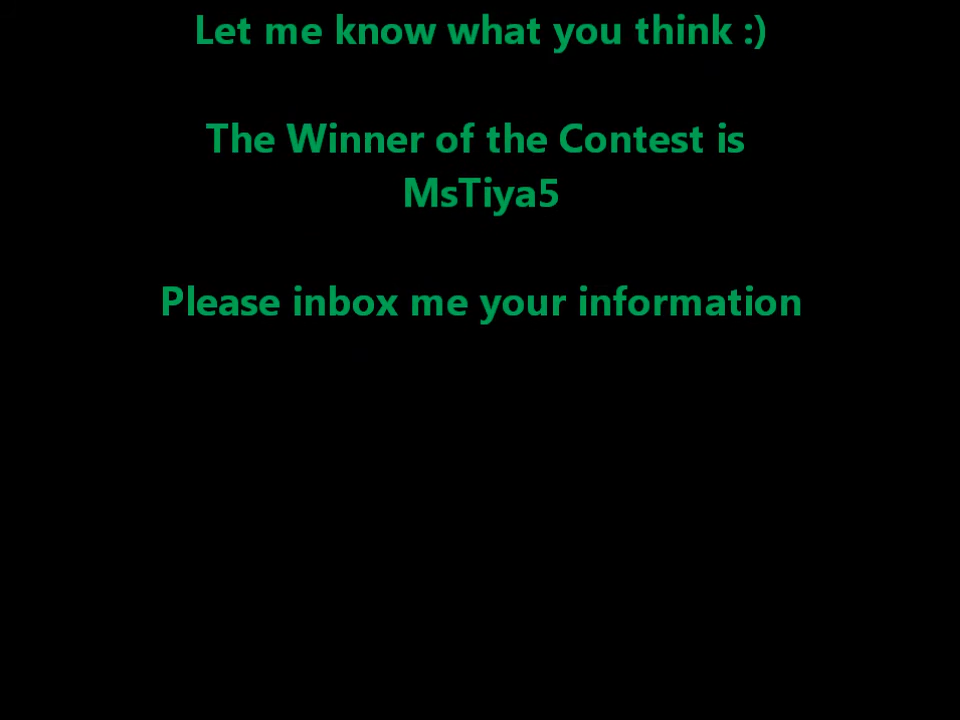 Let me know what you think :)
The Winner of the Contest is
MsTiya5
Please inbox me your information